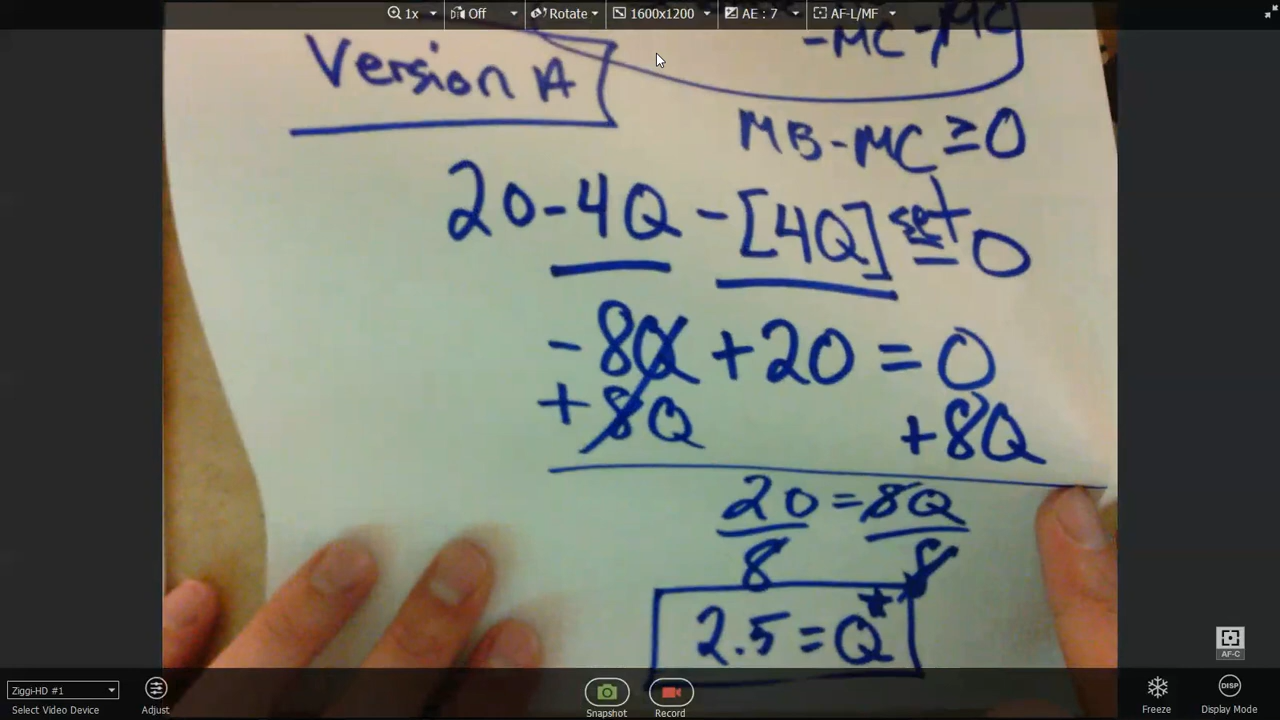 1x Off Rotate 1600x1200 AE : 7 AF-L/MF
-MC -MC
Version A
MB-MC ≥0
20-4Q -[4Q] set = 0
-8Q +20 = 0
+8Q +8Q
20 = 8Q
8 8
2.5 = Q*
AF-C
Ziggi-HD #1
Select Video Device
Adjust
Snapshot
Record
Freeze
DISP
Display Mode